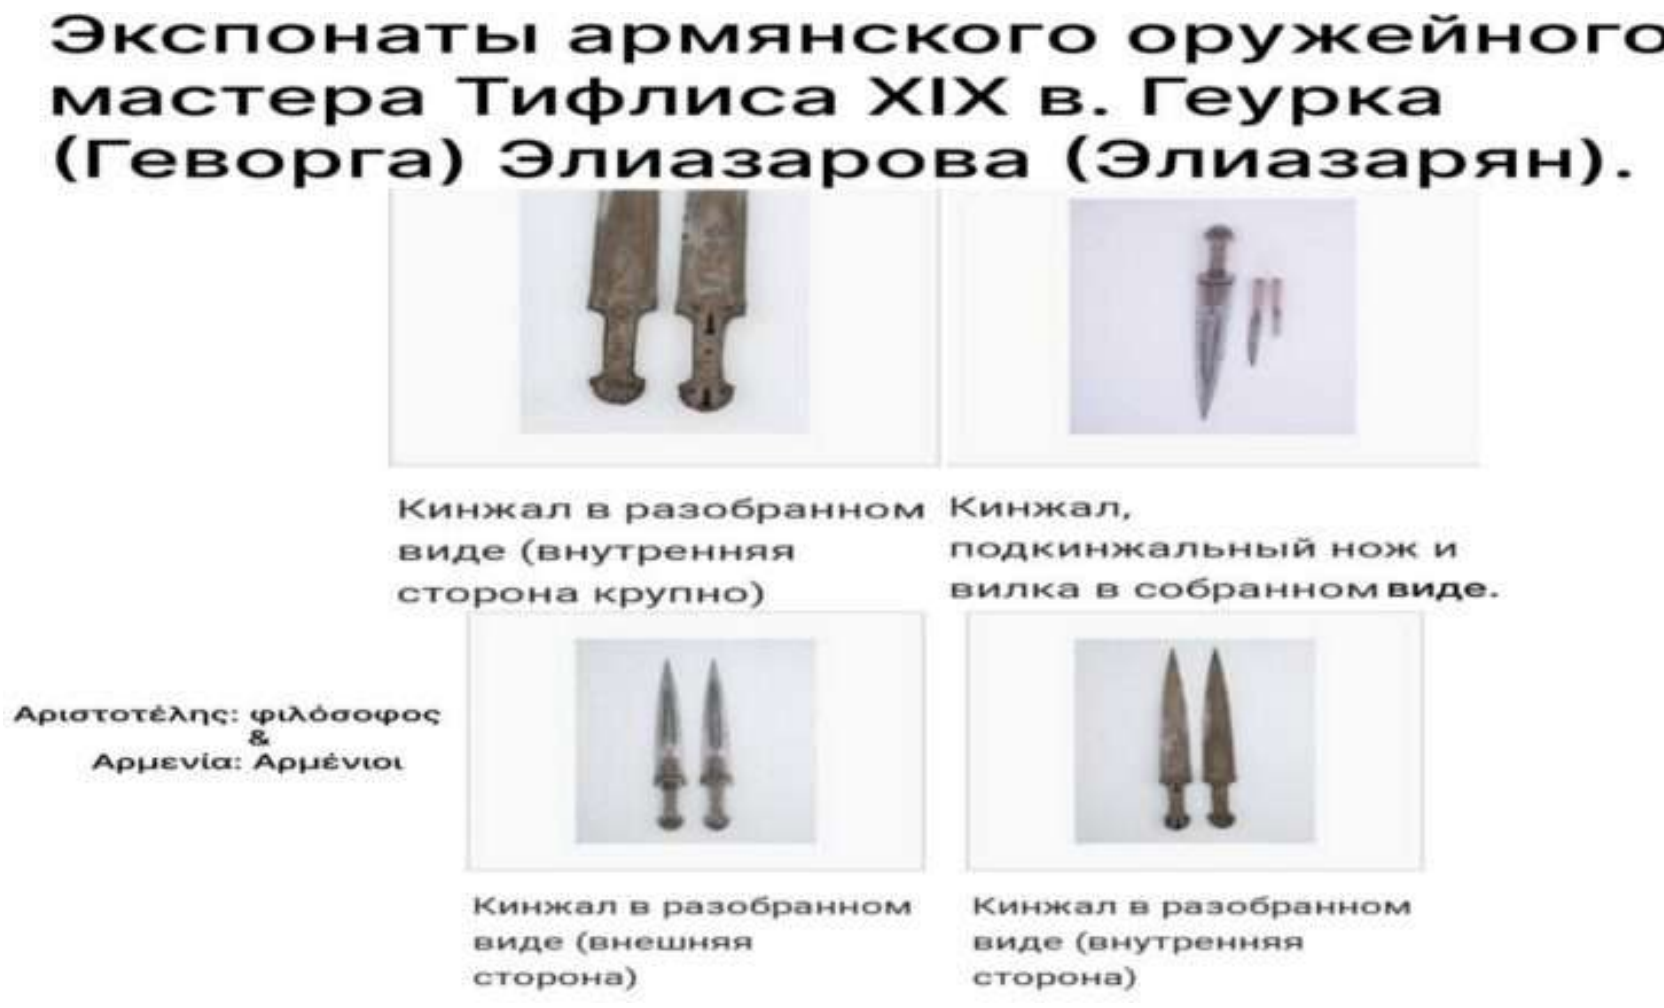 Экспонаты армянского оружейного
мастера Тифлиса XIX в. Геурка
(Геворга) Элиазарова (Элиазарян).
Кинжал в разобранном
виде (внутренняя
сторона крупно)
Кинжал,
подкинжальный нож и
вилка в собранном виде.
Αριστοτέλης: φιλόσοφος
&
Αρμενία: Αρμένιοι
Кинжал в разобранном
виде (внешняя
сторона)
Кинжал в разобранном
виде (внутренняя
сторона)